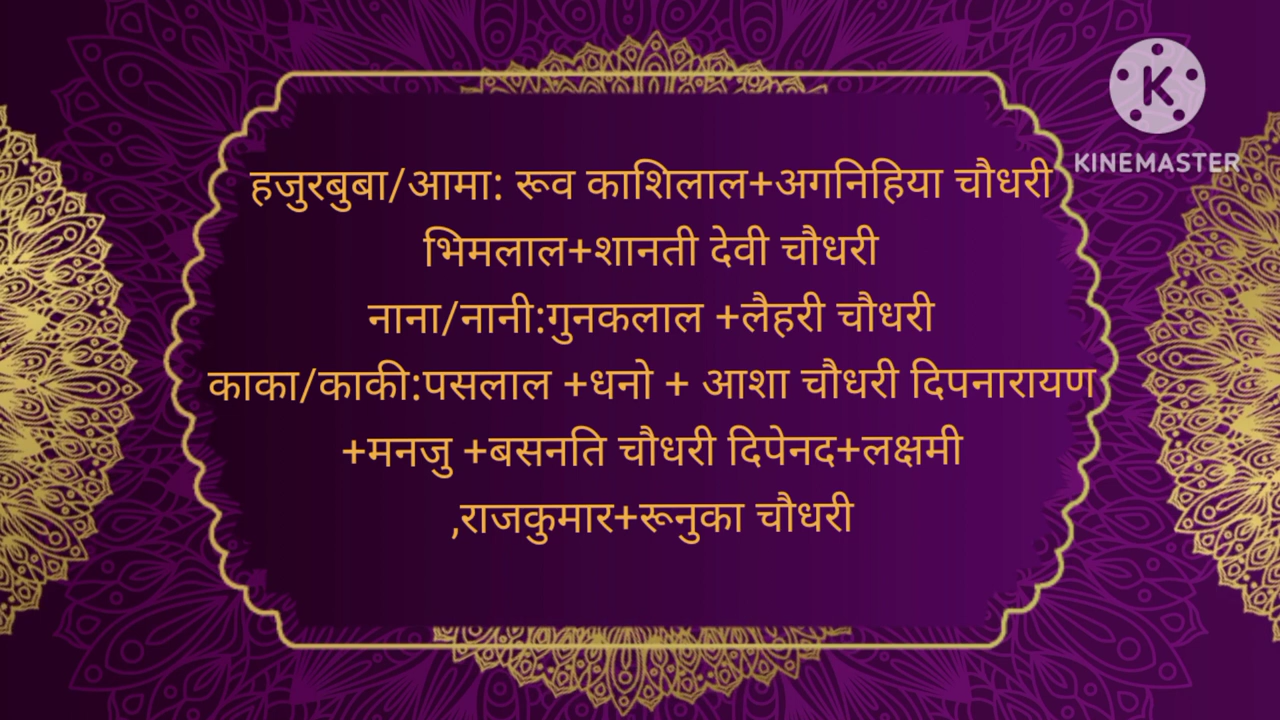 हजुरबुबा/आमा: रूव काशिलाल+अगनिहिया चौधरी
भिमलाल+शानती देवी चौधरी
नाना/नानी:गुनकलाल +लैहरी चौधरी
काका/काकी:पसलाल +धनो + आशा चौधरी दिपनारायण
+मनजु +बसनति चौधरी दिपेनद+लक्षमी
,राजकुमार+रूनुका चौधरी
K
KINEMASTER